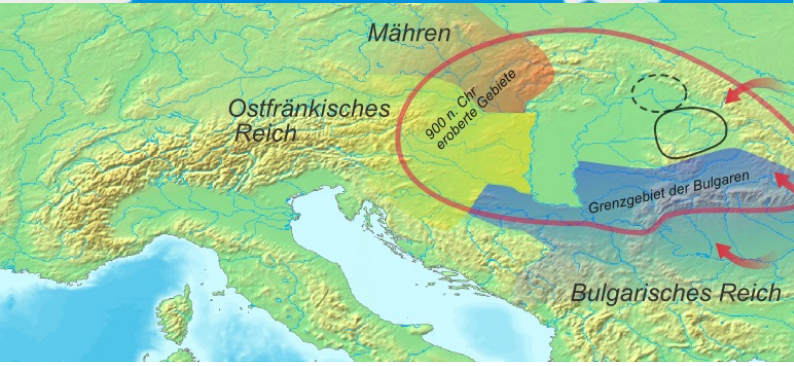 Mähren
Ostfränkisches
Reich
900 n. Chr
eroberte Gebiete
Grenzgebiet der Bulgaren
Bulgarisches Reich